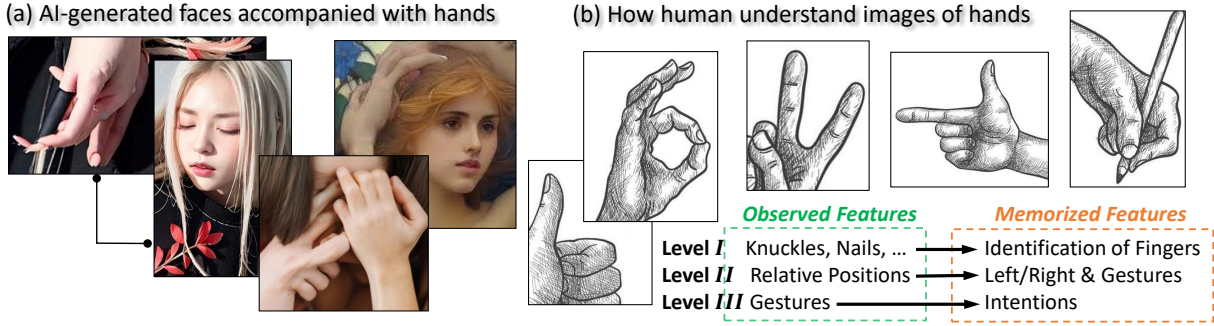 (a) AI-generated faces accompanied with hands
(b) How human understand images of hands
Observed Features
Memorized Features
Level I Knuckles, Nails, ... Identification of Fingers
Level II Relative Positions Left/Right & Gestures
Level III Gestures Intentions